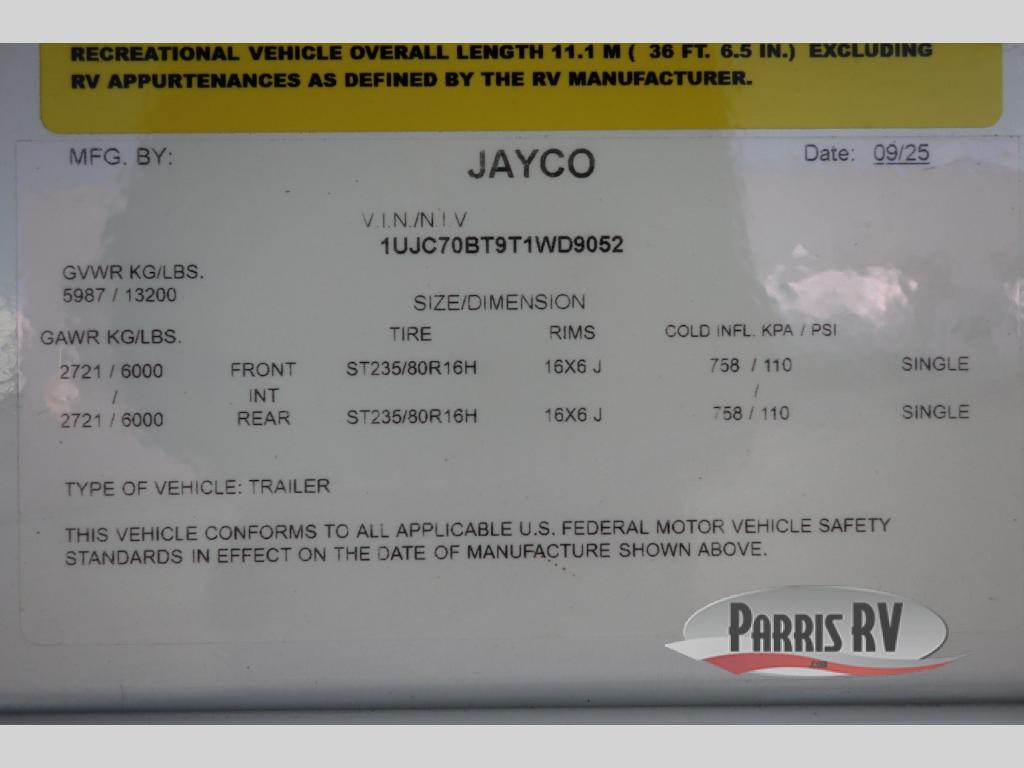 RECREATIONAL VEHICLE OVERALL LENGTH 11.1 M ( 36 FT. 6.5 IN.) EXCLUDING
RV APPURTENANCES AS DEFINED BY THE RV MANUFACTURER.
MFG. BY: JAYCO Date: 09/25
V.I.N./N.I.V
1UJC70BT9T1WD9052
GVWR KG/LBS.
5987 / 13200
SIZE/DIMENSION
GAWR KG/LBS. TIRE RIMS COLD INFL. KPA / PSI
2721 / 6000 FRONT ST235/80R16H 16X6 J 758 / 110 SINGLE
/ INT /
2721 / 6000 REAR ST235/80R16H 16X6 J 758 / 110 SINGLE
TYPE OF VEHICLE: TRAILER
THIS VEHICLE CONFORMS TO ALL APPLICABLE U.S. FEDERAL MOTOR VEHICLE SAFETY
STANDARDS IN EFFECT ON THE DATE OF MANUFACTURE SHOWN ABOVE.
PARRIS RV
.com